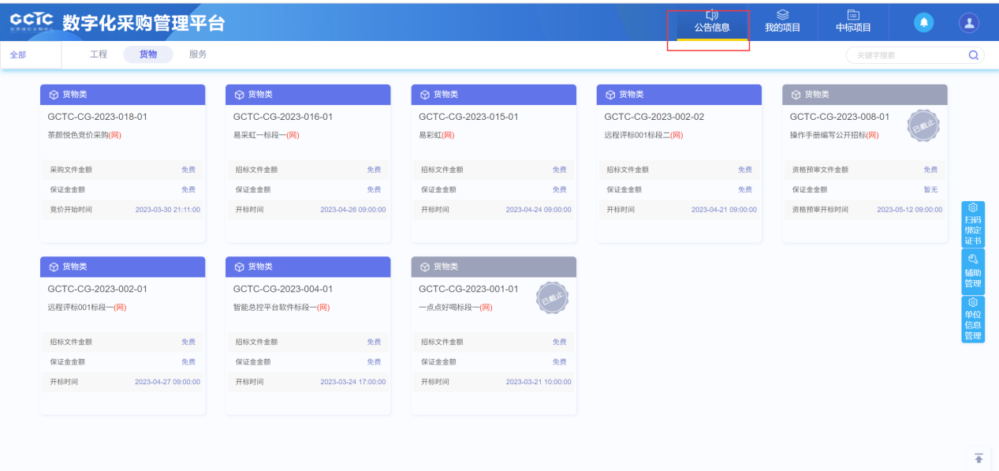 GCTC 数字化采购管理平台
公告信息
我的项目
中标项目
全部
工程
货物
服务
关键字搜索
货物类
GCTC-CG-2023-018-01
茶颜悦色竞价采购(网)
采购文件金额 免费
保证金金额 免费
竞价开始时间 2023-03-30 21:11:00
货物类
GCTC-CG-2023-016-01
易采虹一标段一(网)
招标文件金额 免费
保证金金额 免费
开标时间 2023-04-26 09:00:00
货物类
GCTC-CG-2023-015-01
易彩虹(网)
招标文件金额 免费
保证金金额 免费
开标时间 2023-04-24 09:00:00
货物类
GCTC-CG-2023-002-02
远程评标001标段二(网)
招标文件金额 免费
保证金金额 免费
开标时间 2023-04-21 09:00:00
货物类
GCTC-CG-2023-008-01
已截止
操作手册编写公开招标(网)
资格预审文件金额 免费
保证金金额 暂无
资格预审开标时间 2023-05-12 09:00:00
货物类
GCTC-CG-2023-002-01
远程评标001标段一(网)
招标文件金额 免费
保证金金额 免费
开标时间 2023-04-27 09:00:00
货物类
GCTC-CG-2023-004-01
智能总控平台软件标段一(网)
招标文件金额 免费
保证金金额 免费
开标时间 2023-03-24 17:00:00
货物类
GCTC-CG-2023-001-01
已截止
一点点好喝标段一(网)
招标文件金额 免费
保证金金额 免费
开标时间 2023-03-21 10:00:00
扫码
绑定
证书
辅助
管理
单位
信息
管理